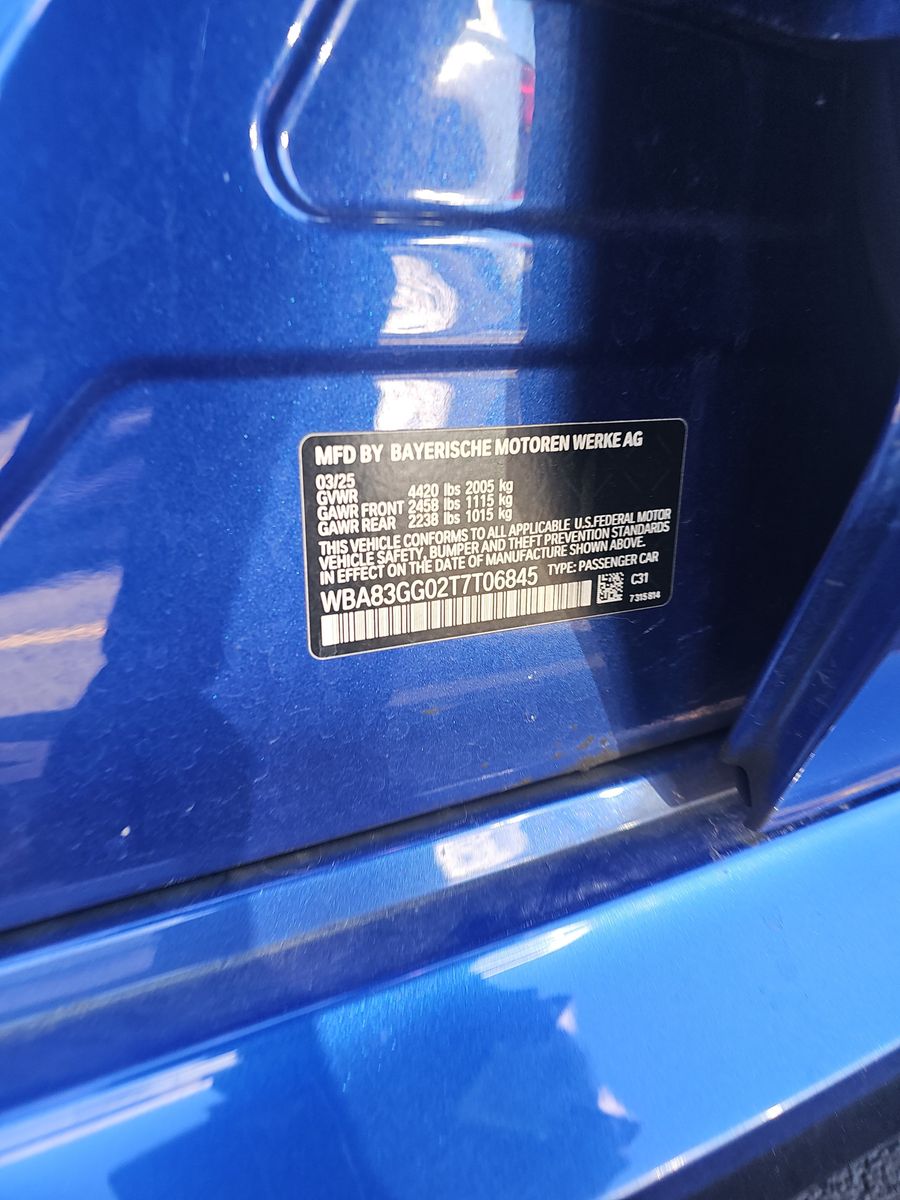 MFD BY BAYERISCHE MOTOREN WERKE AG
03/25
GVWR 4420 lbs 2005 kg
GAWR FRONT 2458 lbs 1115 kg
GAWR REAR 2238 lbs 1015 kg
THIS VEHICLE CONFORMS TO ALL APPLICABLE U.S.FEDERAL MOTOR
VEHICLE SAFETY, BUMPER AND THEFT PREVENTION STANDARDS
IN EFFECT ON THE DATE OF MANUFACTURE SHOWN ABOVE.
TYPE: PASSENGER CAR
WBA83GG02T7T06845
C31
7315814